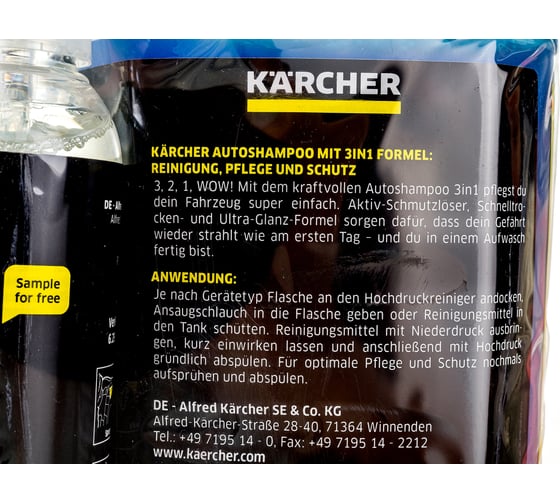 KÄRCHER
KÄRCHER AUTOSHAMPOO MIT 3IN1 FORMEL:
REINIGUNG, PFLEGE UND SCHUTZ
3, 2, 1, WOW! Mit dem kraftvollen Autoshampoo 3in1 pflegst du
dein Fahrzeug super einfach. Aktiv-Schmutzlöser, Schnelltro-
cken- und Ultra-Glanz-Formel sorgen dafür, dass dein Gefährt
wieder strahlt wie am ersten Tag – und du in einem Aufwasch
fertig bist.
ANWENDUNG:
Je nach Gerätetyp Flasche an den Hochdruckreiniger andocken,
Ansaugschlauch in die Flasche geben oder Reinigungsmittel in
den Tank schütten. Reinigungsmittel mit Niederdruck ausbrin-
gen, kurz einwirken lassen und anschließend mit Hochdruck
gründlich abspülen. Für optimale Pflege und Schutz nochmals
aufsprühen und abspülen.
DE - Alfred Kärcher SE & Co. KG
Alfred-Kärcher-Straße 28-40, 71364 Winnenden
Tel.: +49 7195 14 - 0, Fax: +49 7195 14 - 2212
www.kaercher.com
Sample
for free
DE